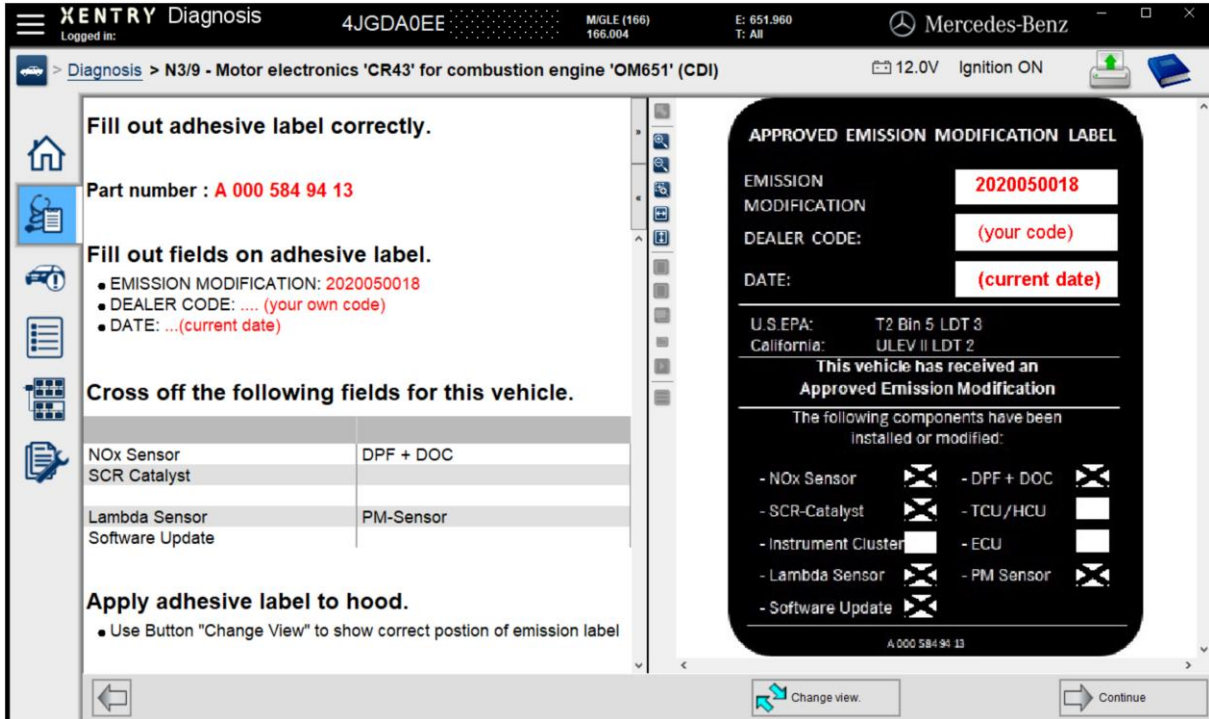 XENTRY Diagnosis
Logged in:
4JGDA0EE
M/GLE (166)
166.004
E: 651.960
T: All
Mercedes-Benz
> Diagnosis > N3/9 - Motor electronics 'CR43' for combustion engine 'OM651' (CDI)
12.0V Ignition ON
Fill out adhesive label correctly.
Part number : A 000 584 94 13
Fill out fields on adhesive label.
• EMISSION MODIFICATION: 2020050018
• DEALER CODE: .... (your own code)
• DATE: ...(current date)
Cross off the following fields for this vehicle.
NOx Sensor DPF + DOC
SCR Catalyst
Lambda Sensor PM-Sensor
Software Update
Apply adhesive label to hood.
• Use Button "Change View" to show correct postion of emission label
APPROVED EMISSION MODIFICATION LABEL
EMISSION
MODIFICATION
2020050018
DEALER CODE: (your code)
DATE: (current date)
U.S.EPA: T2 Bin 5 LDT 3
California: ULEV II LDT 2
This vehicle has received an
Approved Emission Modification
The following components have been
installed or modified:
- NOx Sensor - DPF + DOC
- SCR-Catalyst - TCU/HCU
- Instrument Cluster - ECU
- Lambda Sensor - PM Sensor
- Software Update
A 000 584 94 13
Change view.
Continue